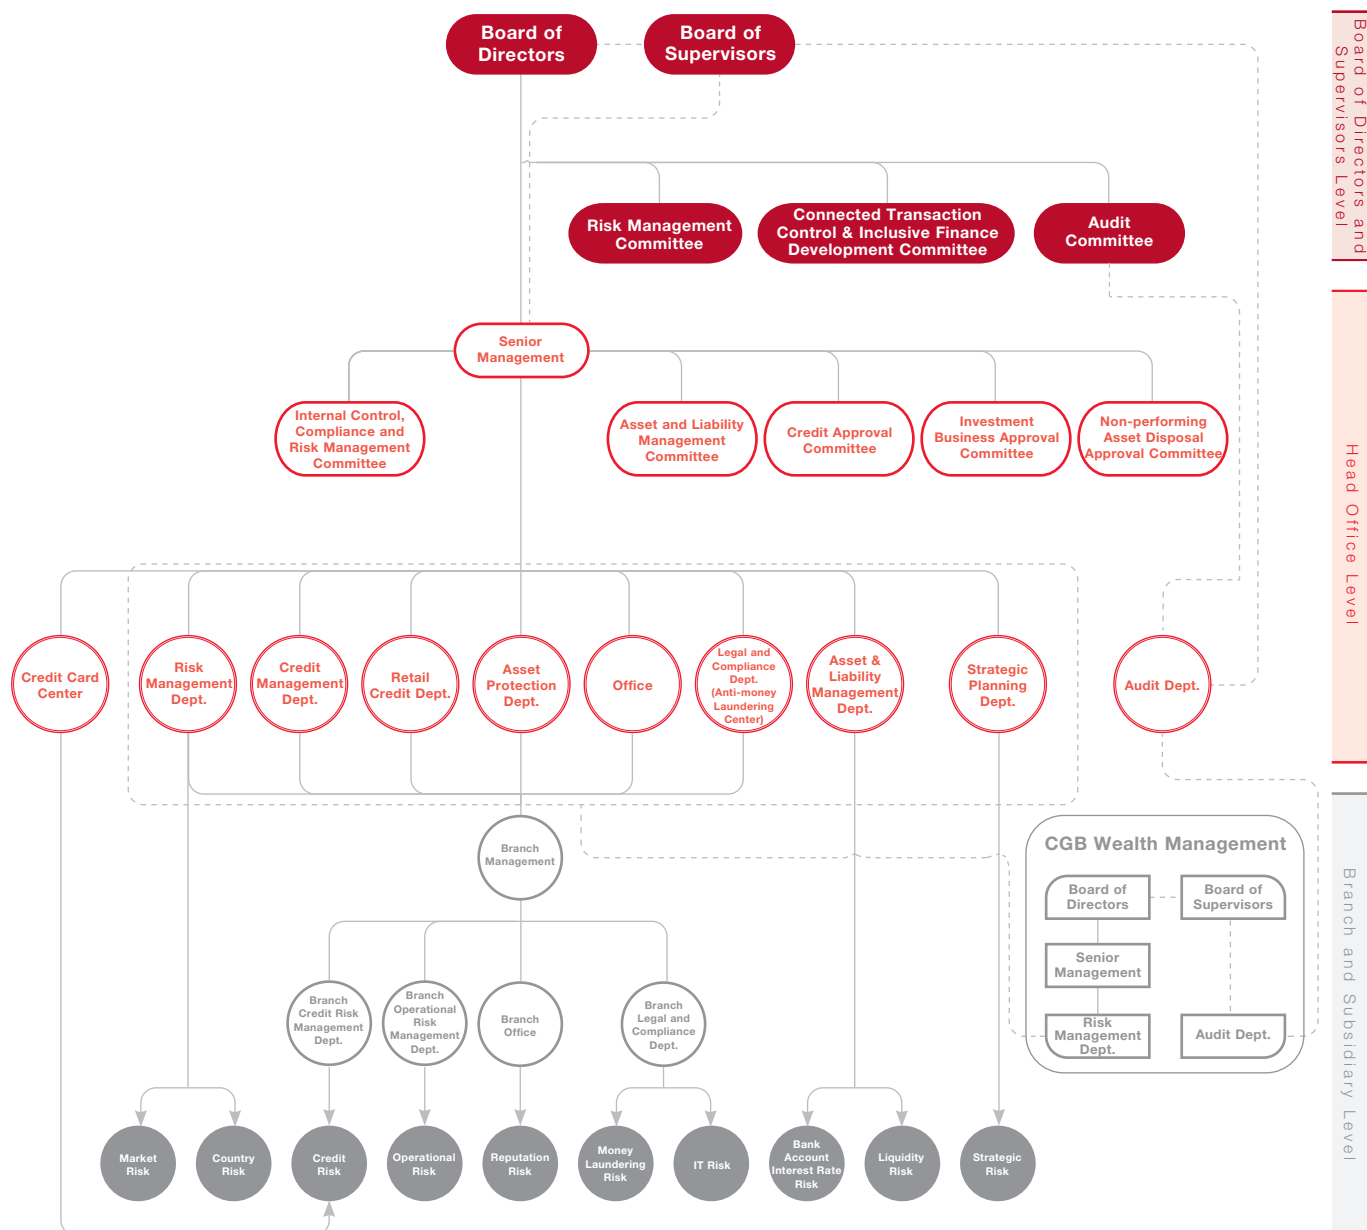 Board of
Directors
Board of
Supervisors
Board of Directors and
Supervisors Level
Risk Management
Committee
Connected Transaction
Control & Inclusive Finance
Development Committee
Audit
Committee
Senior
Management
Internal Control,
Compliance and
Risk Management
Committee
Asset and Liability
Management
Committee
Credit Approval
Committee
Investment
Business Approval
Committee
Non-performing
Asset Disposal
Approval Committee
Head Office Level
Credit Card
Center
Risk
Management
Dept.
Credit
Management
Dept.
Retail
Credit Dept.
Asset
Protection
Dept.
Office
Legal and
Compliance
Dept.
(Anti-money
Laundering
Center)
Asset &
Liability
Management
Dept.
Strategic
Planning
Dept.
Audit Dept.
Branch
Management
CGB Wealth Management
Board of
Directors
Board of
Supervisors
Senior
Management
Risk
Management
Dept.
Audit Dept.
Branch and Subsidiary Level
Branch
Credit Risk
Management
Dept.
Branch
Operational
Risk
Management
Dept.
Branch
Office
Branch
Legal and
Compliance
Dept.
Market
Risk
Country
Risk
Credit
Risk
Operational
Risk
Reputation
Risk
Money
Laundering
Risk
IT Risk
Bank
Account
Interest Rate
Risk
Liquidity
Risk
Strategic
Risk